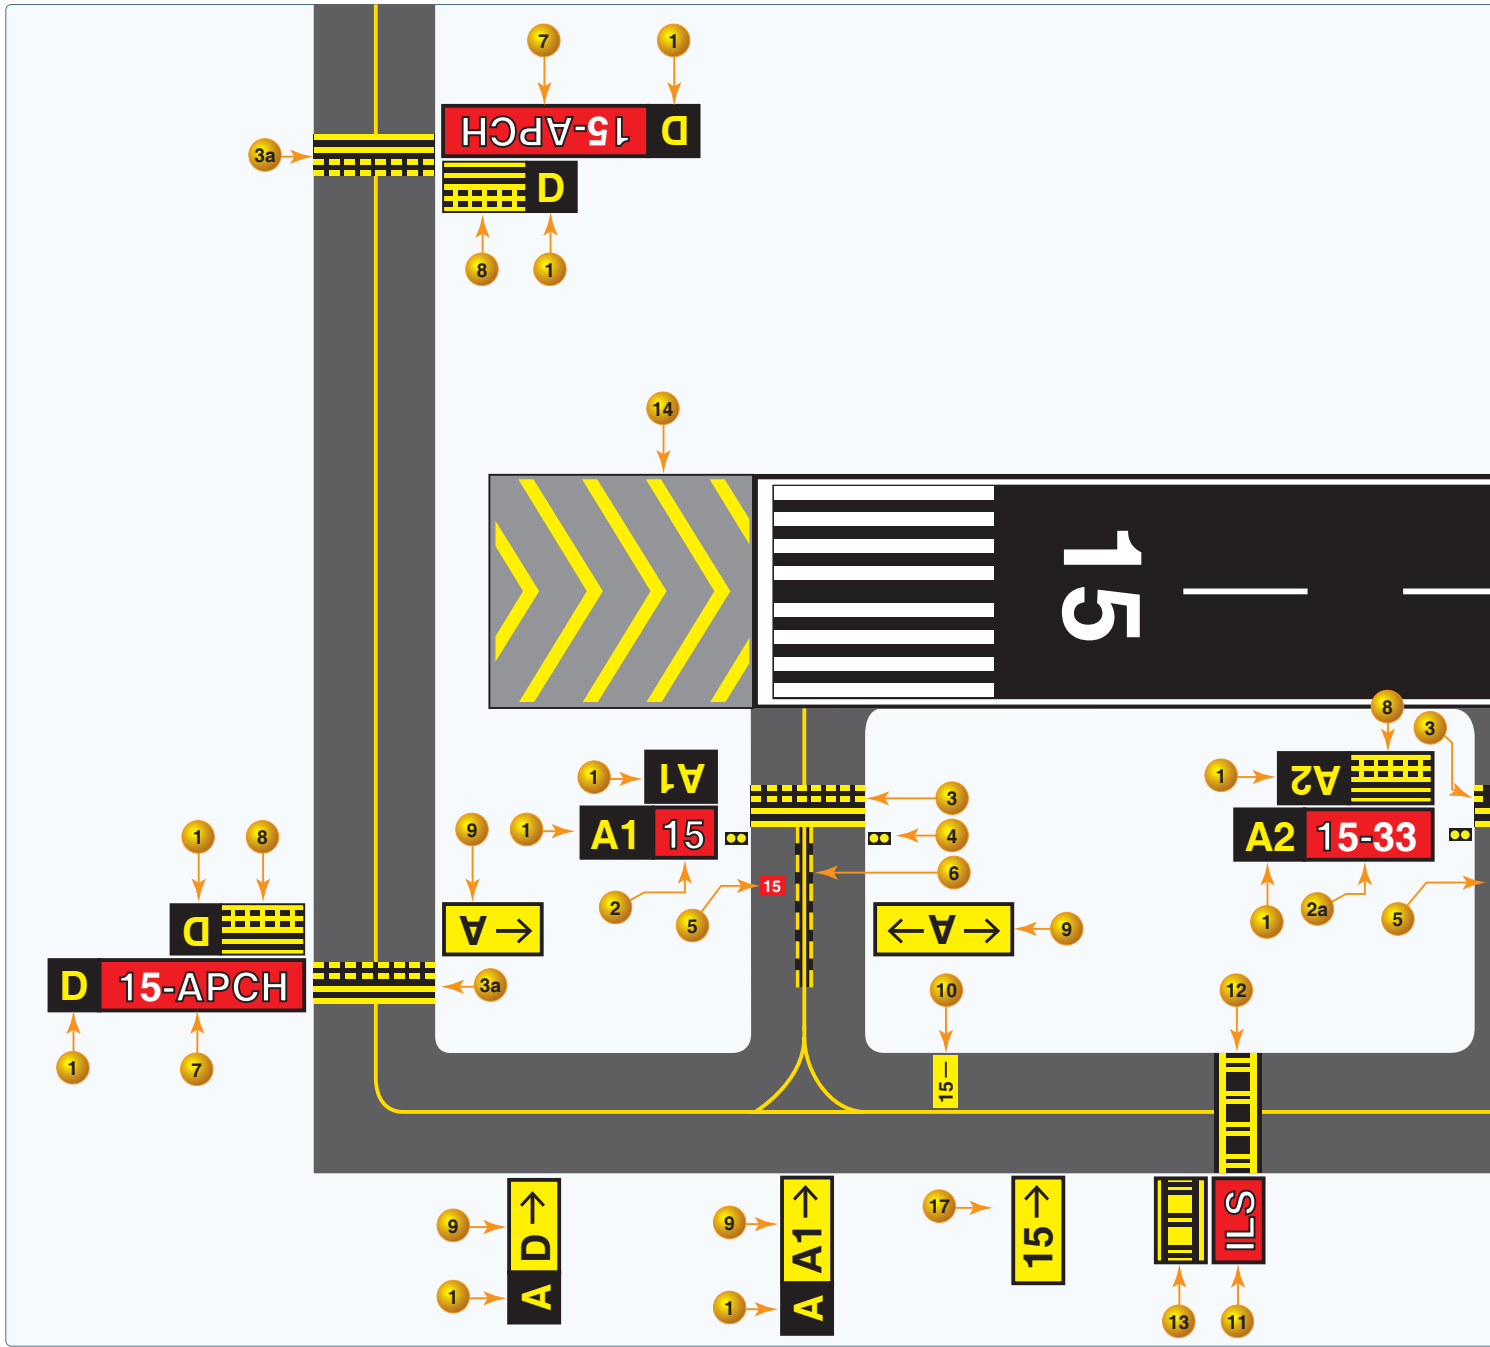 7 1
15-APCH D
3a
D
8 1
14
15
8
3
1 A1
1 A2
9 1 A1 15
3
4
A2 15-33
1 8
6
15
2 5
1 2a 5
D
A →
← A →
9
D 15-APCH
3a
10
12
1 7
15—
9 D →
1 A
9 A1 →
1 A
17
15 →
ILS
13 11